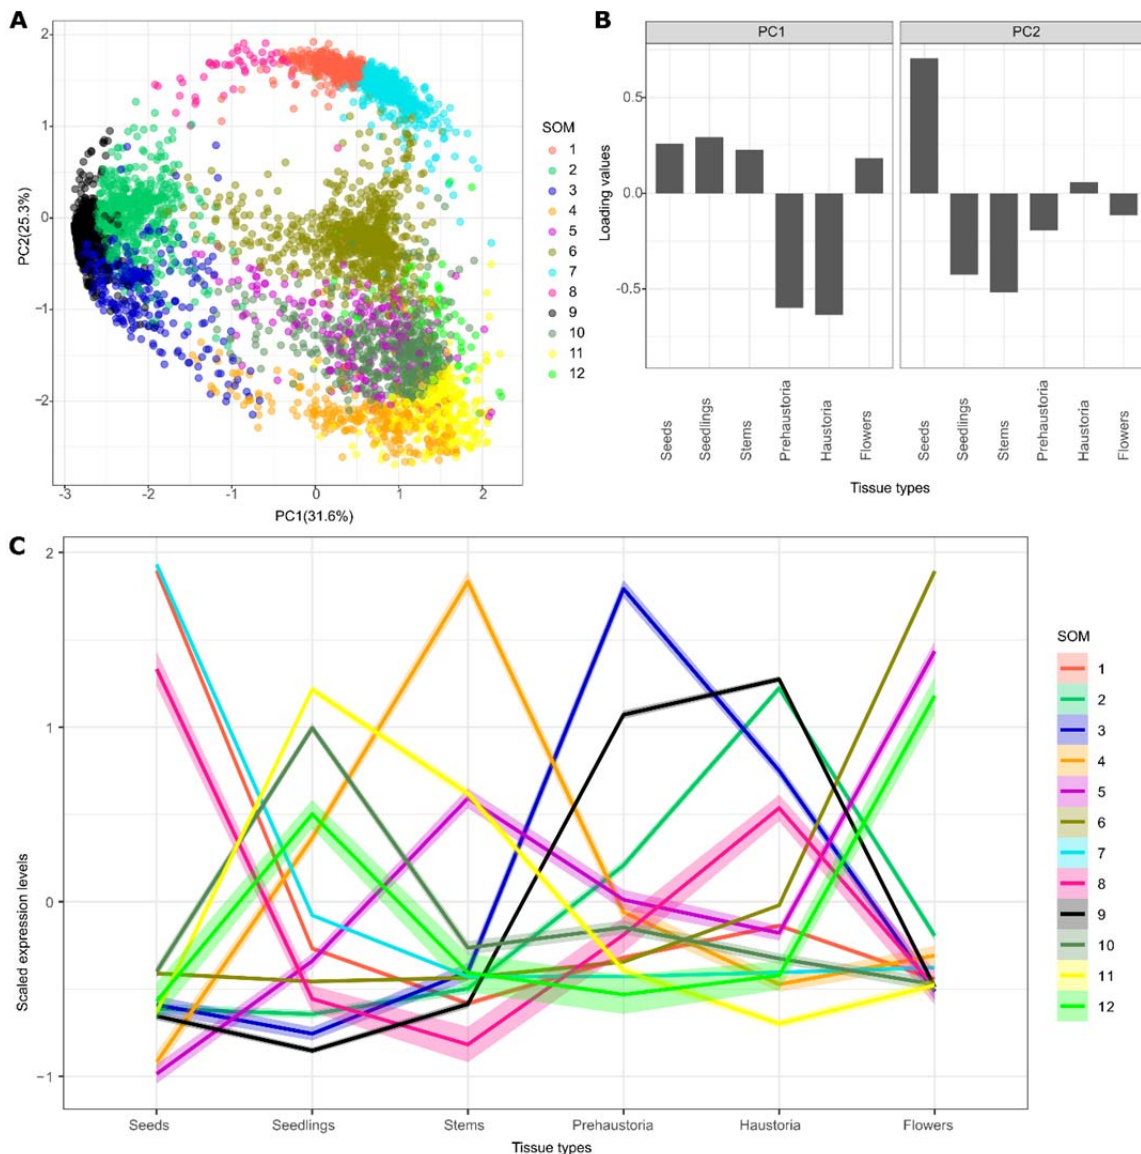 A
2
1
0
-1
-2
PC2(25.3%)
-3
-2
-1
0
1
2
PC1(31.6%)
SOM
1
2
3
4
5
6
7
8
9
10
11
12
B
PC1
PC2
0.5
0.0
-0.5
Loading values
Seeds
Seedlings
Stems
Prehaustoria
Haustoria
Flowers
Seeds
Seedlings
Stems
Prehaustoria
Haustoria
Flowers
Tissue types
C
2
1
0
−1
Scaled expression levels
Seeds
Seedlings
Stems
Prehaustoria
Haustoria
Flowers
Tissue types
SOM
1
2
3
4
5
6
7
8
9
10
11
12